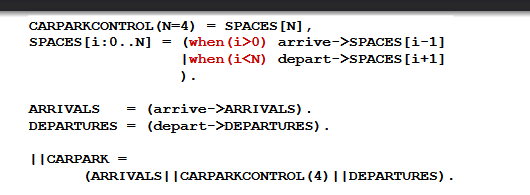 CARPARKCONTROL(N=4) = SPACES[N],
SPACES[i:0..N] = (when(i>0) arrive->SPACES[i-1]
|when(i<N) depart->SPACES[i+1]
).
ARRIVALS = (arrive->ARRIVALS).
DEPARTURES = (depart->DEPARTURES).
||CARPARK =
(ARRIVALS||CARPARKCONTROL(4)||DEPARTURES).